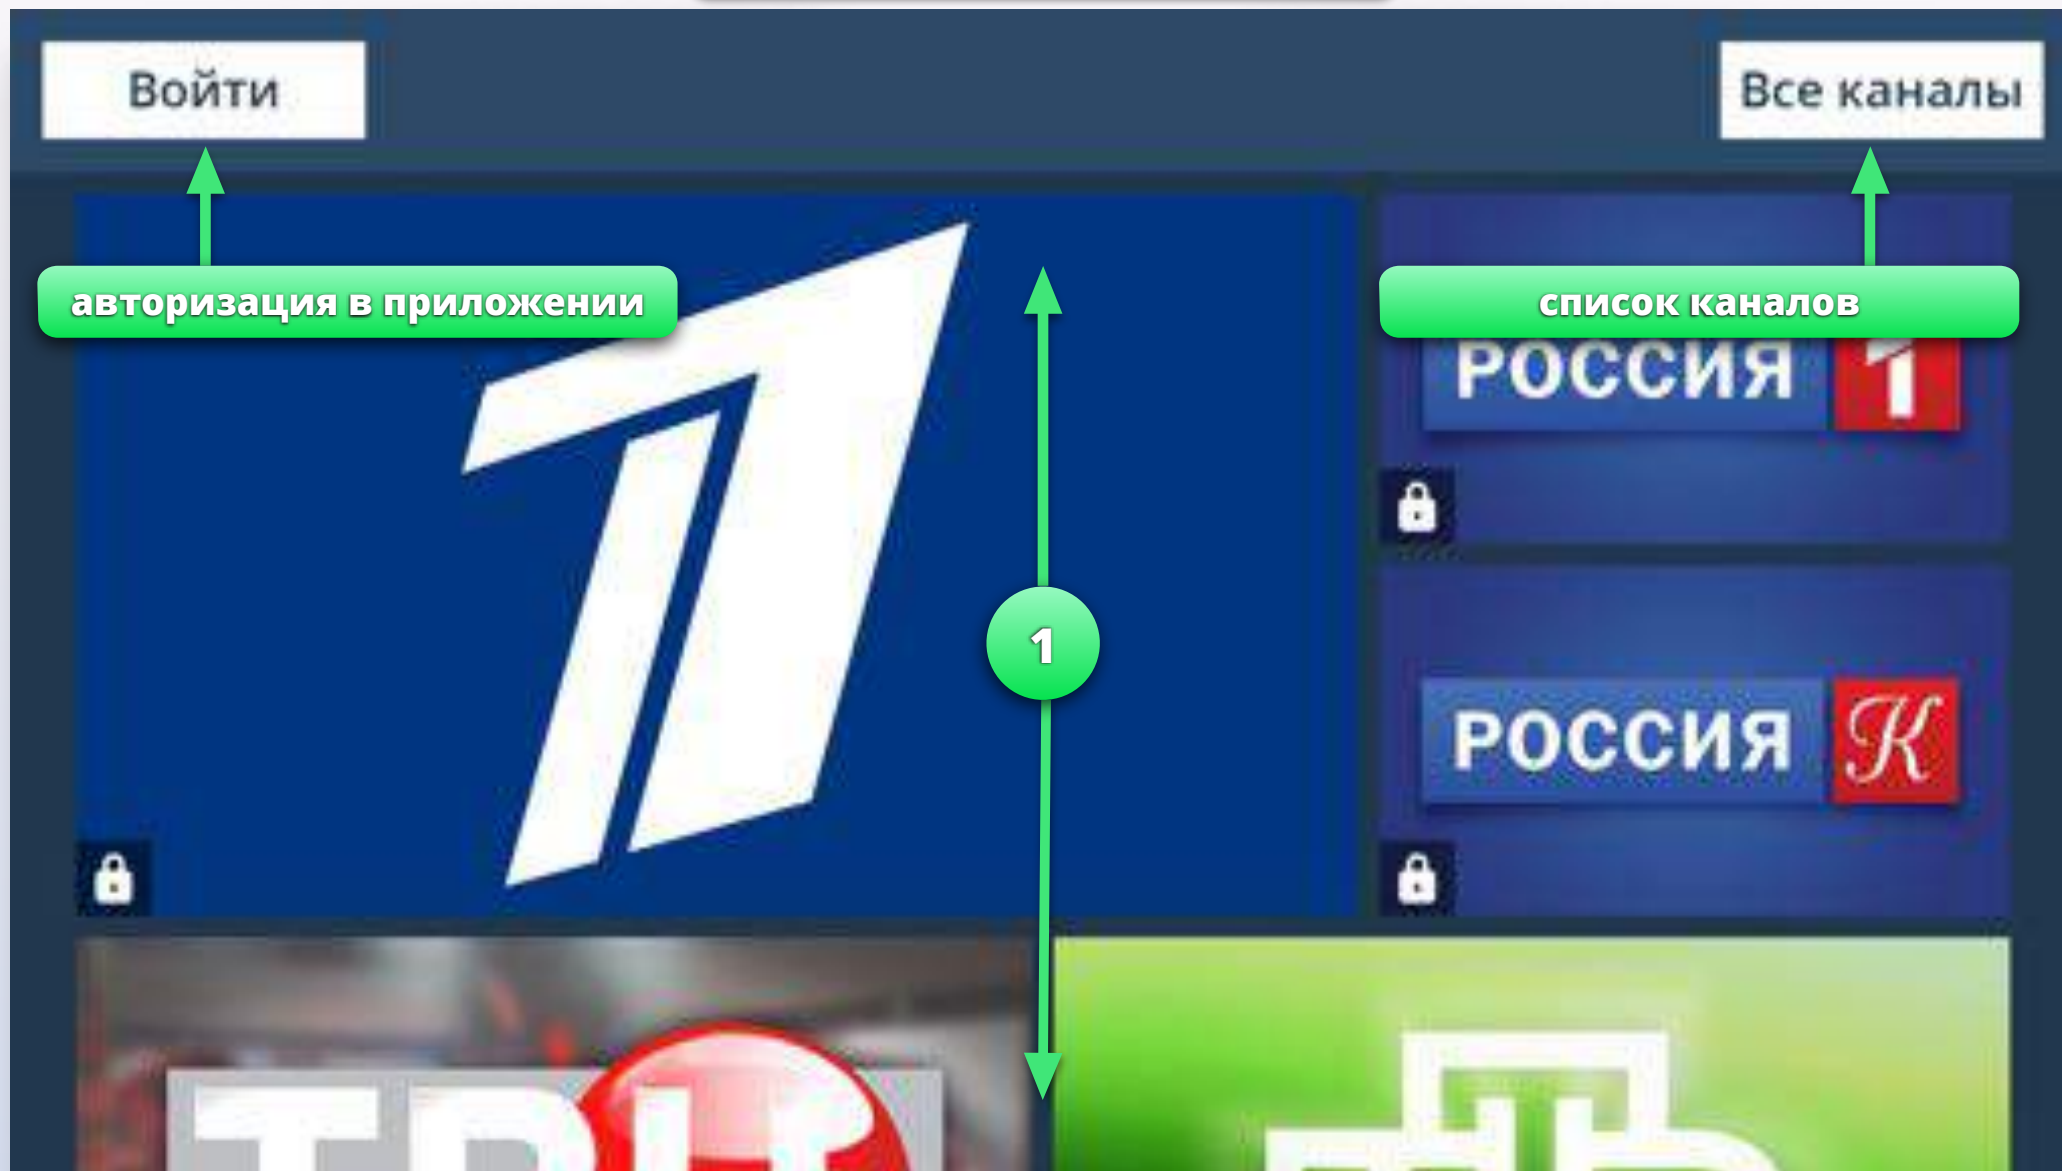 Войти
Все каналы
авторизация в приложении
список каналов
РОССИЯ 1
1
РОССИЯ К